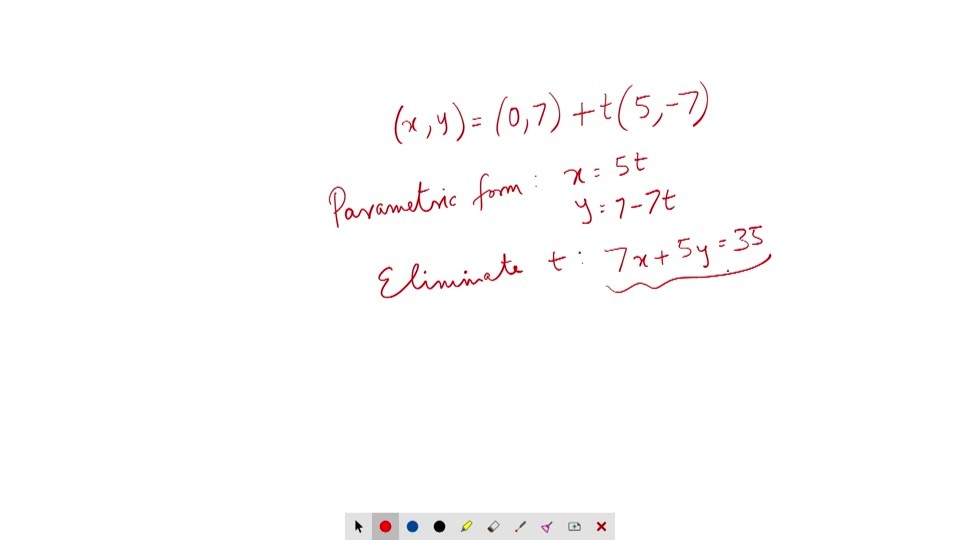 (x,y)=(0,7)+t(5,-7)
Parametric form: x=5t
y=7-7t
Eliminate t: 7x+5y=35